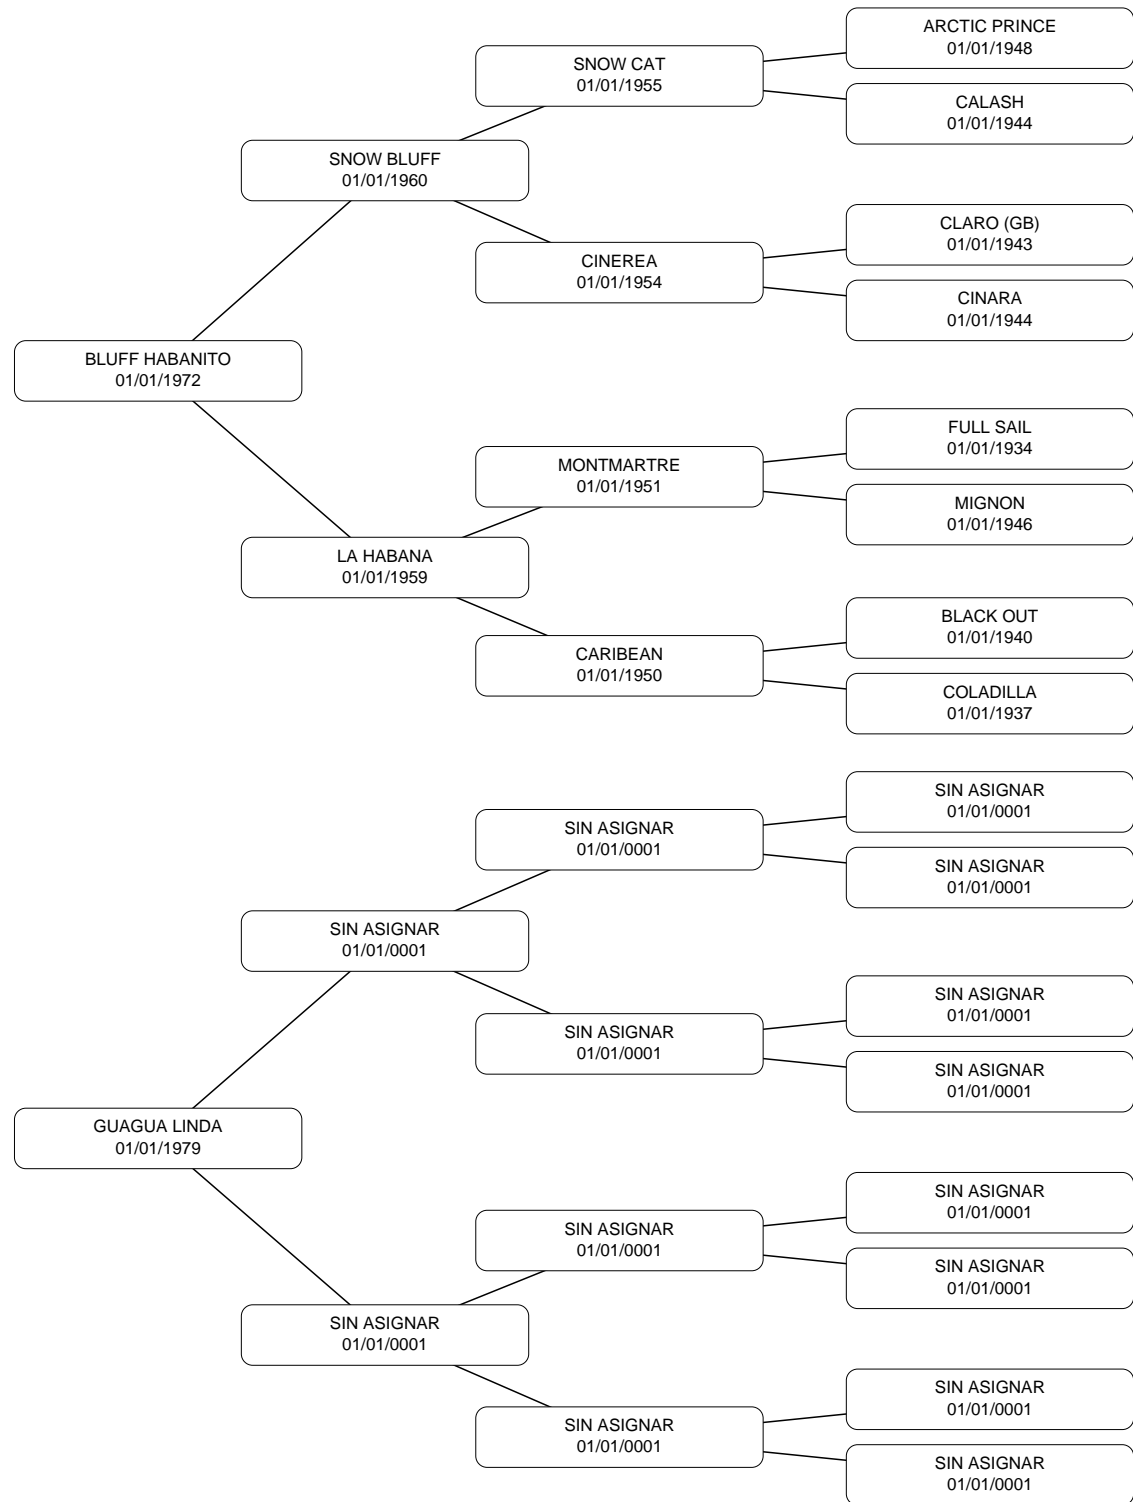 ARCTIC PRINCE
01/01/1948
SNOW CAT
01/01/1955
CALASH
01/01/1944
SNOW BLUFF
01/01/1960
CLARO (GB)
01/01/1943
CINEREA
01/01/1954
CINARA
01/01/1944
BLUFF HABANITO
01/01/1972
FULL SAIL
01/01/1934
MONTMARTRE
01/01/1951
MIGNON
01/01/1946
LA HABANA
01/01/1959
BLACK OUT
01/01/1940
CARIBEAN
01/01/1950
COLADILLA
01/01/1937
SIN ASIGNAR
01/01/0001
SIN ASIGNAR
01/01/0001
SIN ASIGNAR
01/01/0001
SIN ASIGNAR
01/01/0001
SIN ASIGNAR
01/01/0001
SIN ASIGNAR
01/01/0001
SIN ASIGNAR
01/01/0001
GUAGUA LINDA
01/01/1979
SIN ASIGNAR
01/01/0001
SIN ASIGNAR
01/01/0001
SIN ASIGNAR
01/01/0001
SIN ASIGNAR
01/01/0001
SIN ASIGNAR
01/01/0001
SIN ASIGNAR
01/01/0001
SIN ASIGNAR
01/01/0001